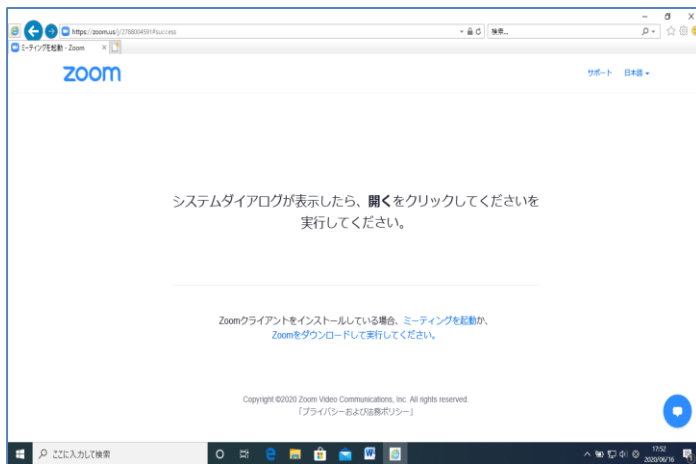 https://zoom.us/j/2788004591#success
検索...
ミーティングを起動 - Zoom
zoom
サポート 日本語
システムダイアログが表示したら、開くをクリックしてくださいを
実行してください。
Zoomクライアントをインストールしている場合、ミーティングを起動か、
Zoomをダウンロードして実行してください。
Copyright ©2020 Zoom Video Communications, Inc. All rights reserved.
「プライバシーおよび法務ポリシー」
ここに入力して検索
17:52
2020/06/16